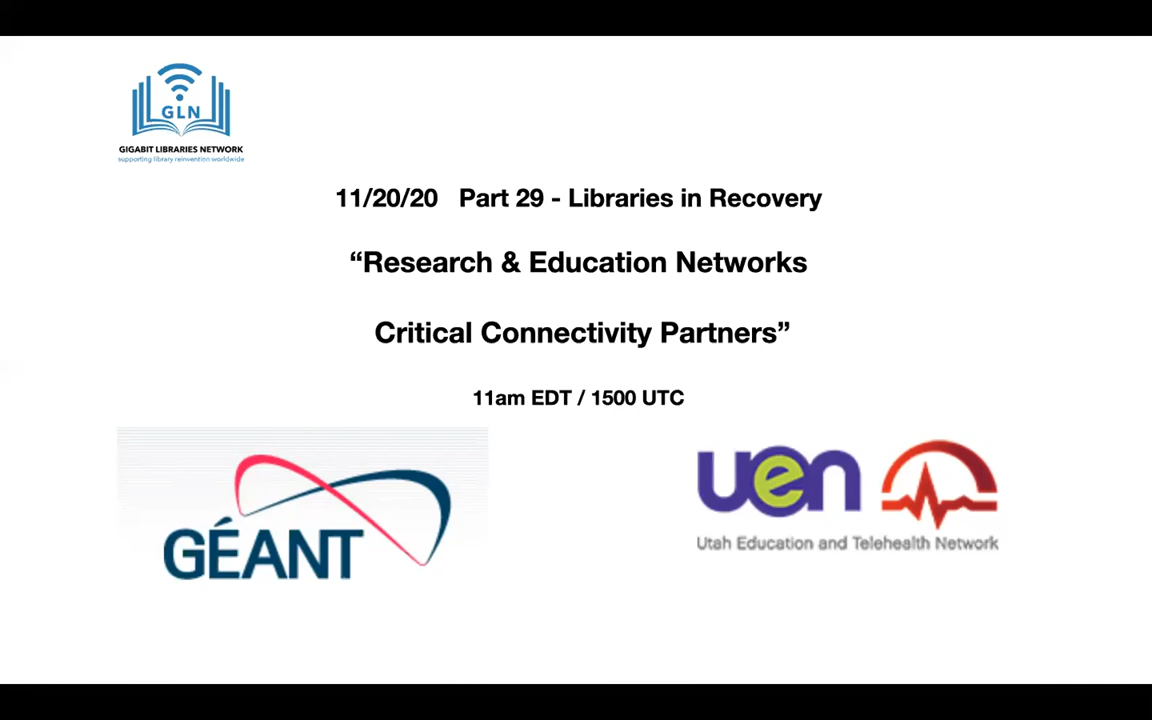 GLN
GIGABIT LIBRARIES NETWORK
supporting library reinvention worldwide
11/20/20 Part 29 - Libraries in Recovery
“Research & Education Networks
Critical Connectivity Partners”
11am EDT / 1500 UTC
GÉANT
uen
Utah Education and Telehealth Network